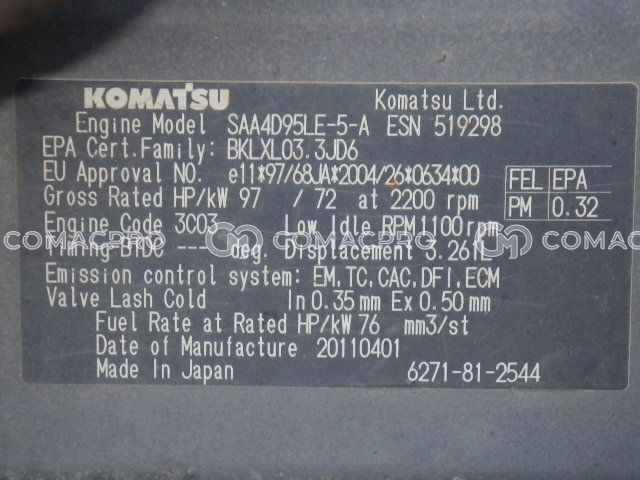 KOMATSU Komatsu Ltd.
Engine Model SAA4D95LE-5-A ESN 519298
EPA Cert.Family: BKLXL03.3JD6
EU Approval NO. e11*97/68JA*2004/26*0634*00
Gross Rated HP/kW 97 / 72 at 2200 rpm
FEL EPA
PM 0.32
Engine Code 3C03 Low Idle RPM1100rpm
COMACPRO COMACPRO COMACPRO
Timing BTDC --- deg. Displacement 3.26
Emission control system: EM,TC,CAC,DFI,ECM
Valve Lash Cold In 0.35 mm Ex 0.50 mm
Fuel Rate at Rated HP/kW 76 mm3/st
Date of Manufacture 20110401
Made In Japan 6271-81-2544